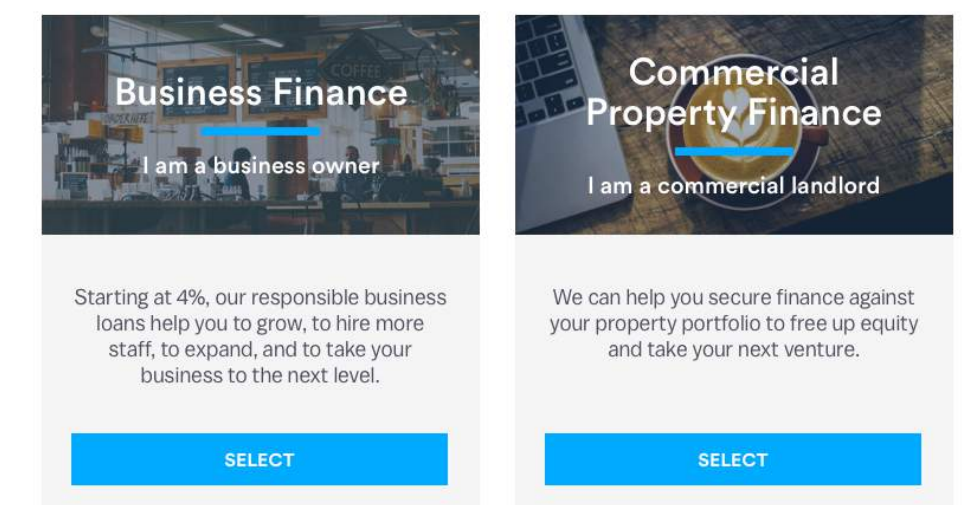 Business Finance
I am a business owner
Starting at 4%, our responsible business
loans help you to grow, to hire more
staff, to expand, and to take your
business to the next level.
SELECT
Commercial
Property Finance
I am a commercial landlord
We can help you secure finance against
your property portfolio to free up equity
and take your next venture.
SELECT
COFFEE
ORDER HERE